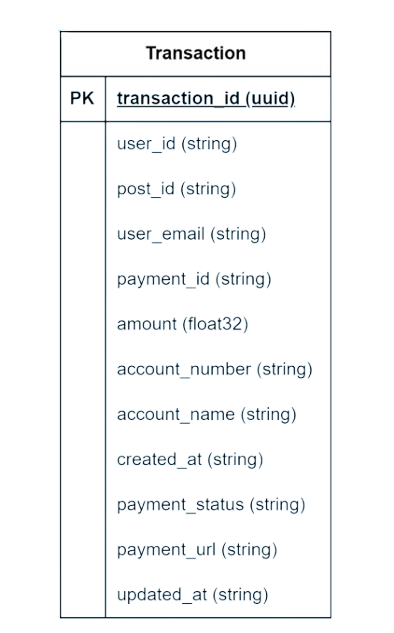 Transaction
PK transaction_id (uuid)
user_id (string)
post_id (string)
user_email (string)
payment_id (string)
amount (float32)
account_number (string)
account_name (string)
created_at (string)
payment_status (string)
payment_url (string)
updated_at (string)